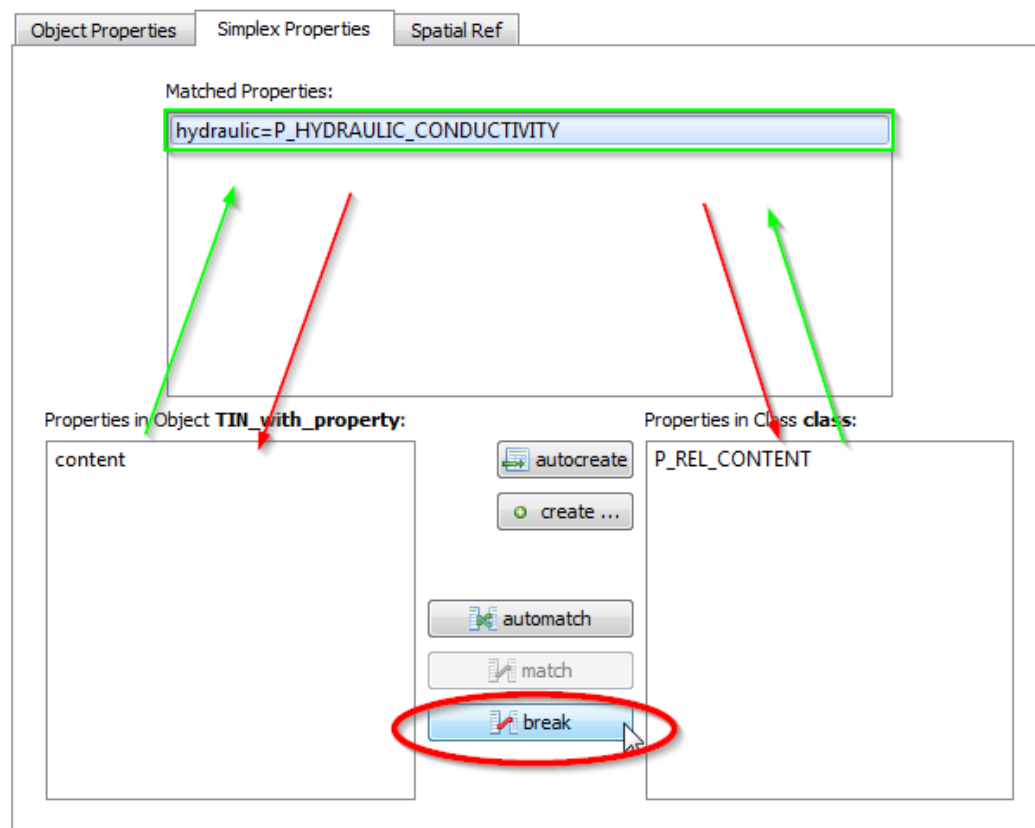 Object Properties
Simplex Properties
Spatial Ref
Matched Properties:
hydraulic=P_HYDRAULIC_CONDUCTIVITY
Properties in Object TIN_with_property:
Properties in Class class:
content
autocreate
P_REL_CONTENT
create ...
automatch
match
break